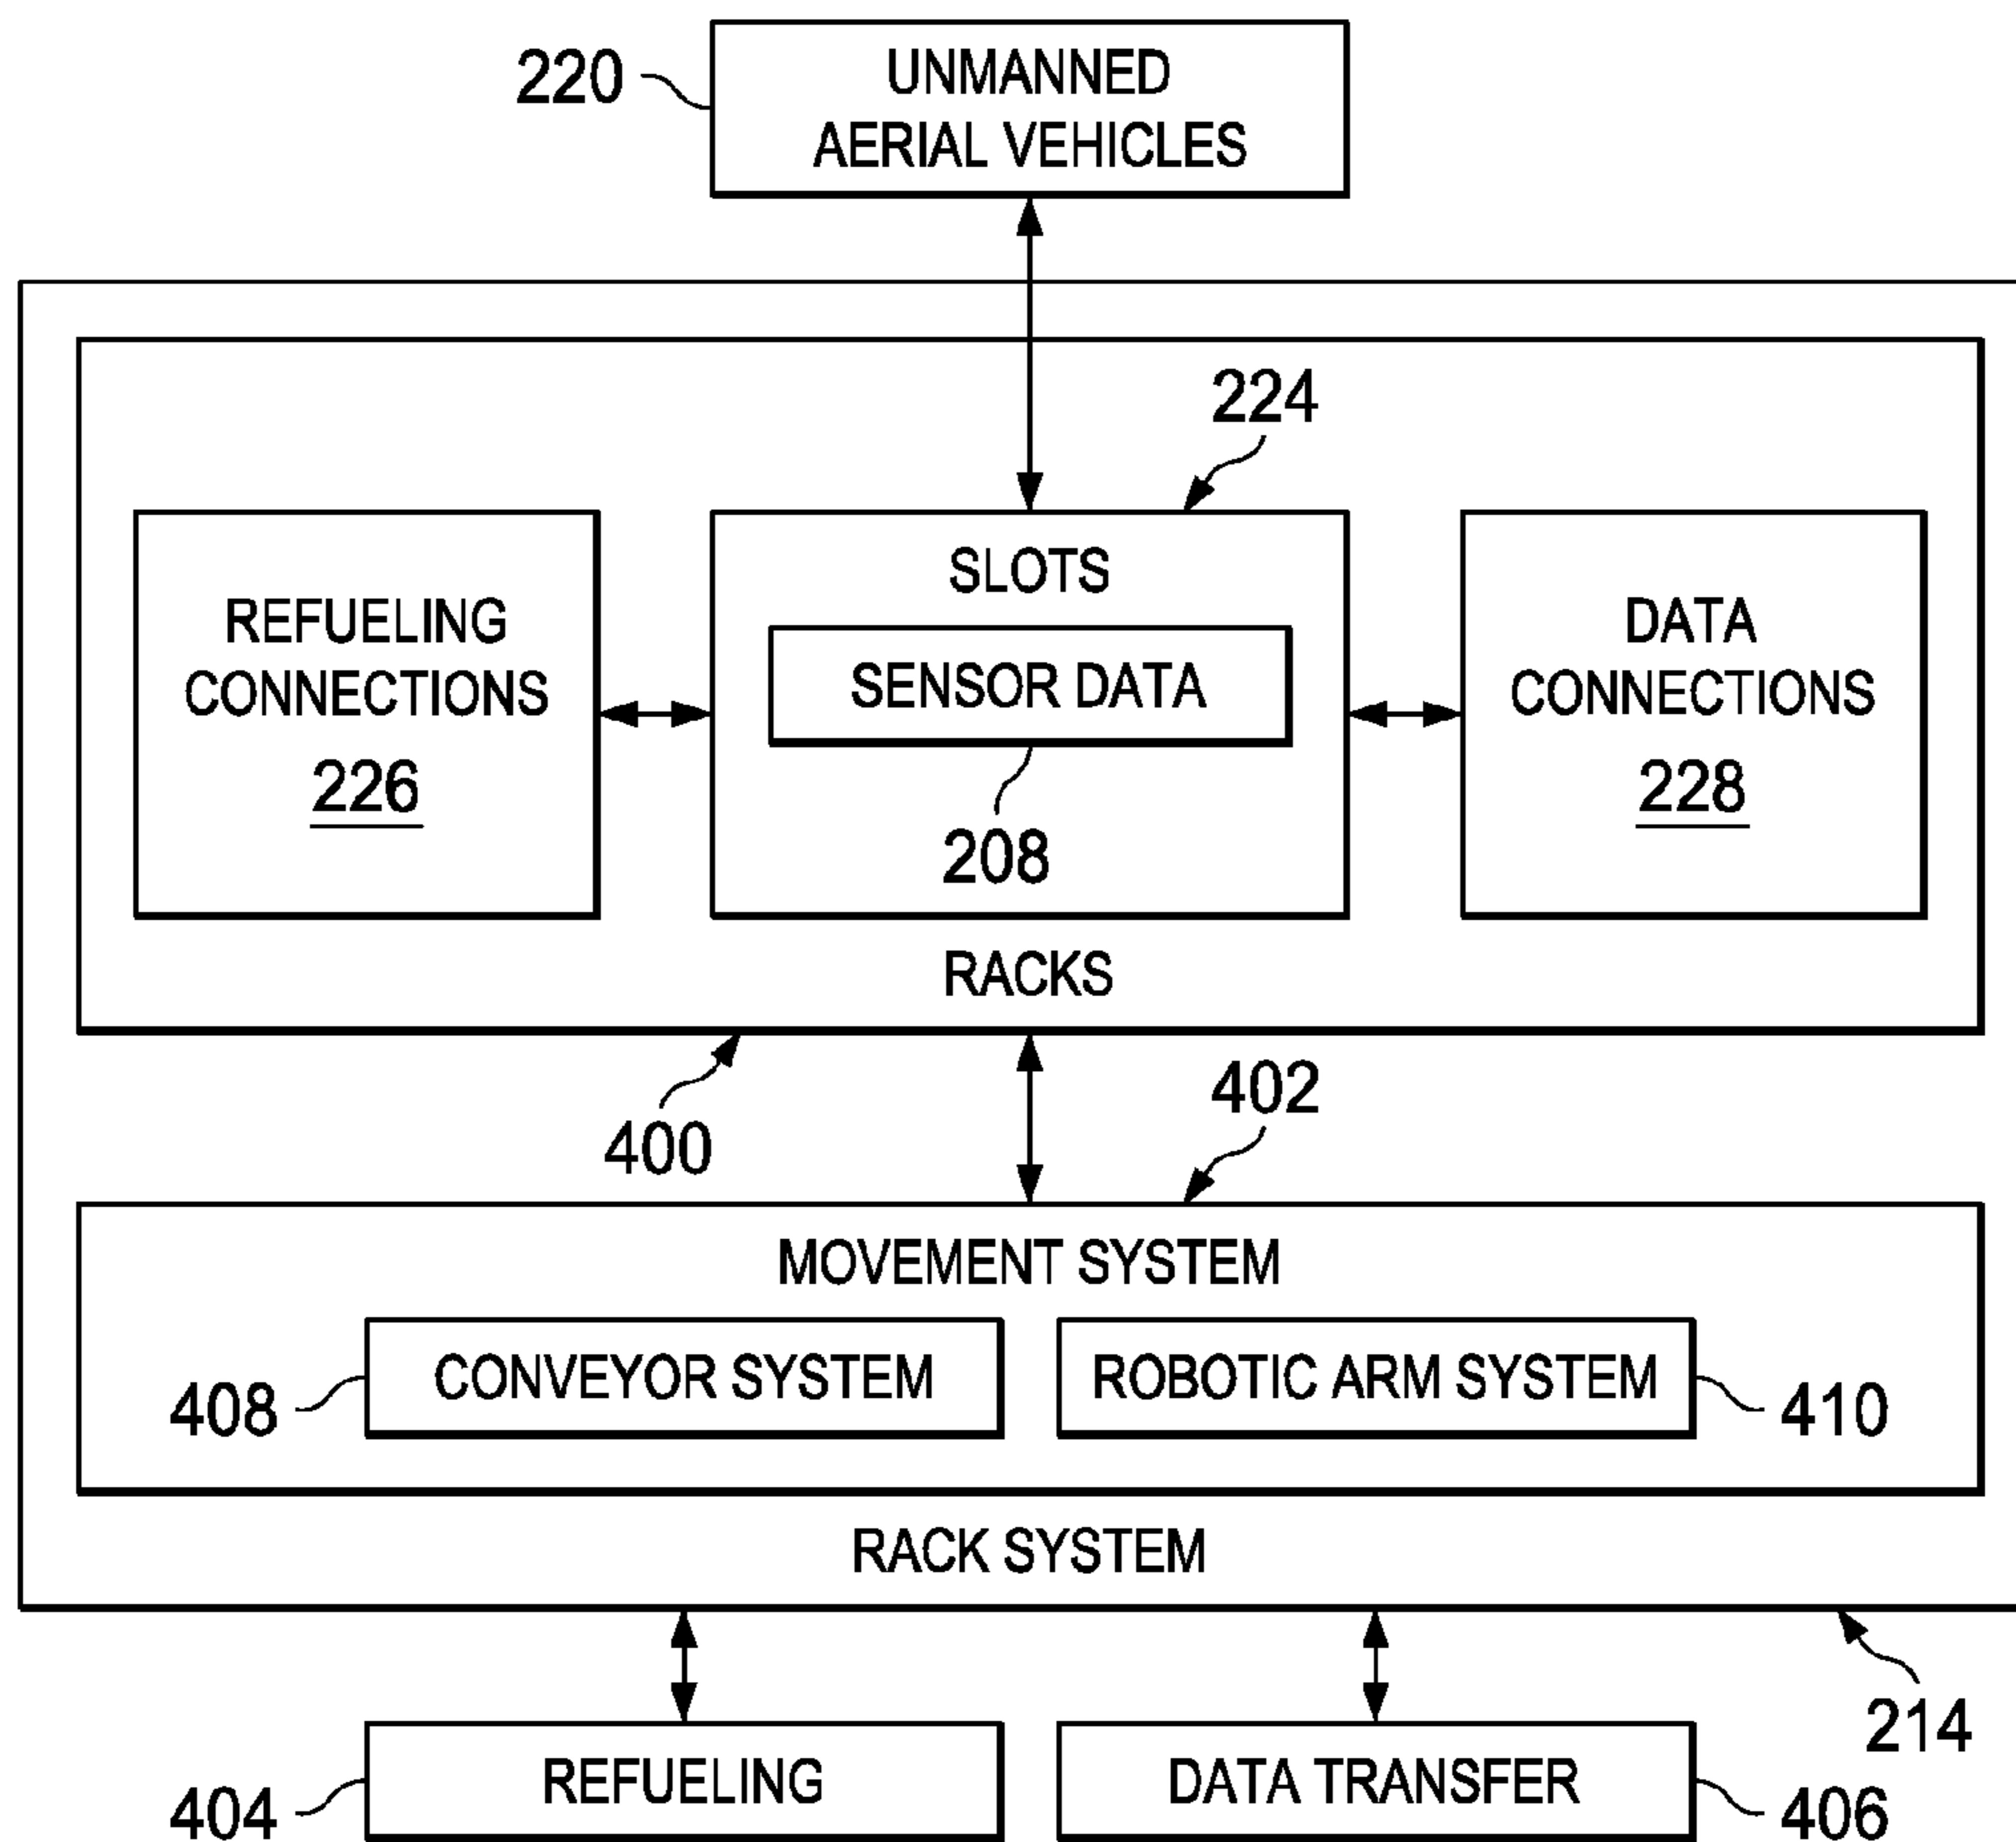 220
UNMANNED
AERIAL VEHICLES
224
REFUELING
CONNECTIONS
226
SLOTS
SENSOR DATA
208
DATA
CONNECTIONS
228
RACKS
400
402
MOVEMENT SYSTEM
408
CONVEYOR SYSTEM
ROBOTIC ARM SYSTEM
410
RACK SYSTEM
214
404
REFUELING
DATA TRANSFER
406